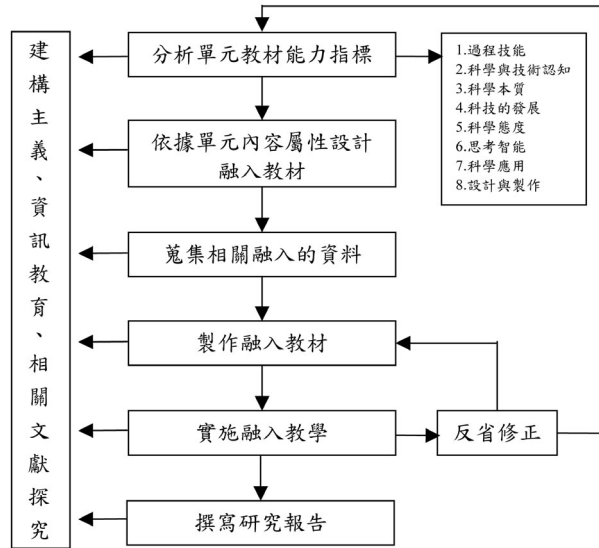 建構主義、資訊教育、相關文獻探究
分析單元教材能力指標
1.過程技能
2.科學與技術認知
3.科學本質
4.科技的發展
5.科學態度
6.思考智能
7.科學應用
8.設計與製作
依據單元內容屬性設計
融入教材
蒐集相關融入的資料
製作融入教材
實施融入教學
反省修正
撰寫研究報告